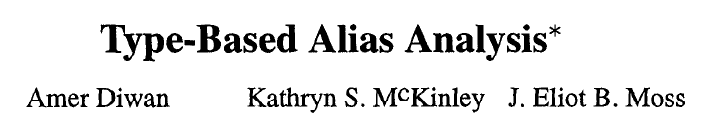 Type-Based Alias Analysis*
Amer Diwan Kathryn S. McKinley J. Eliot B. Moss